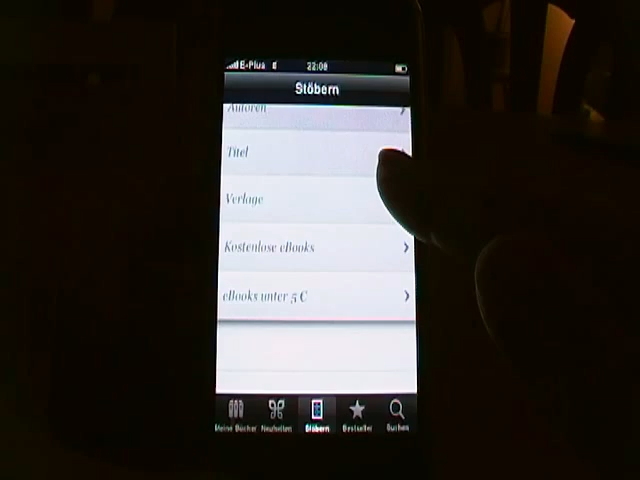 E-Plus E 22:08
Stöbern
Autoren
Titel
Verlage
Kostenlose eBooks
eBooks unter 5 €
Meine Bücher Neuheiten Stöbern Bestseller Suchen